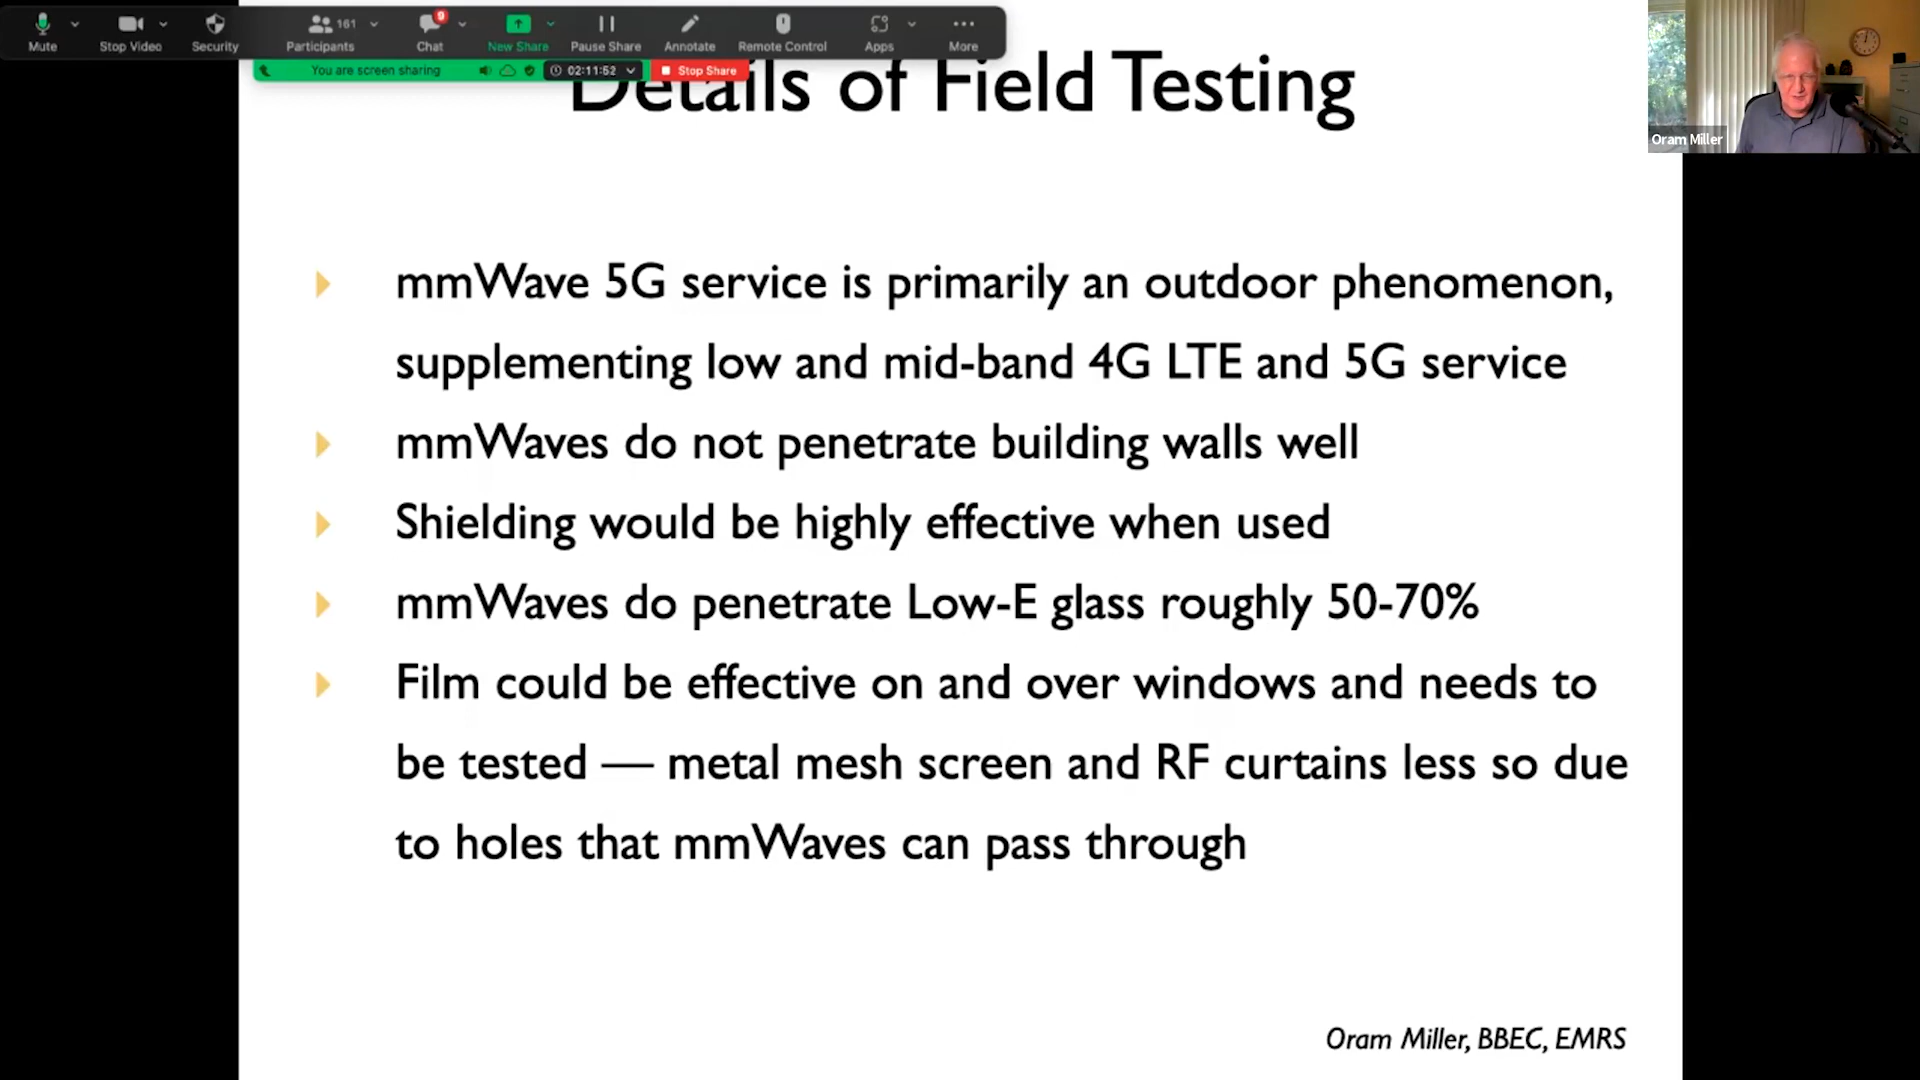 161
9
Mute
Stop Video
Security
Participants
Chat
New Share
Pause Share
Annotate
Remote Control
Apps
More
You are screen sharing
02:11:52
Stop Share
Details of Field Testing
Oram Miller
mmWave 5G service is primarily an outdoor phenomenon,
supplementing low and mid-band 4G LTE and 5G service
mmWaves do not penetrate building walls well
Shielding would be highly effective when used
mmWaves do penetrate Low-E glass roughly 50-70%
Film could be effective on and over windows and needs to
be tested — metal mesh screen and RF curtains less so due
to holes that mmWaves can pass through
Oram Miller, BBEC, EMRS